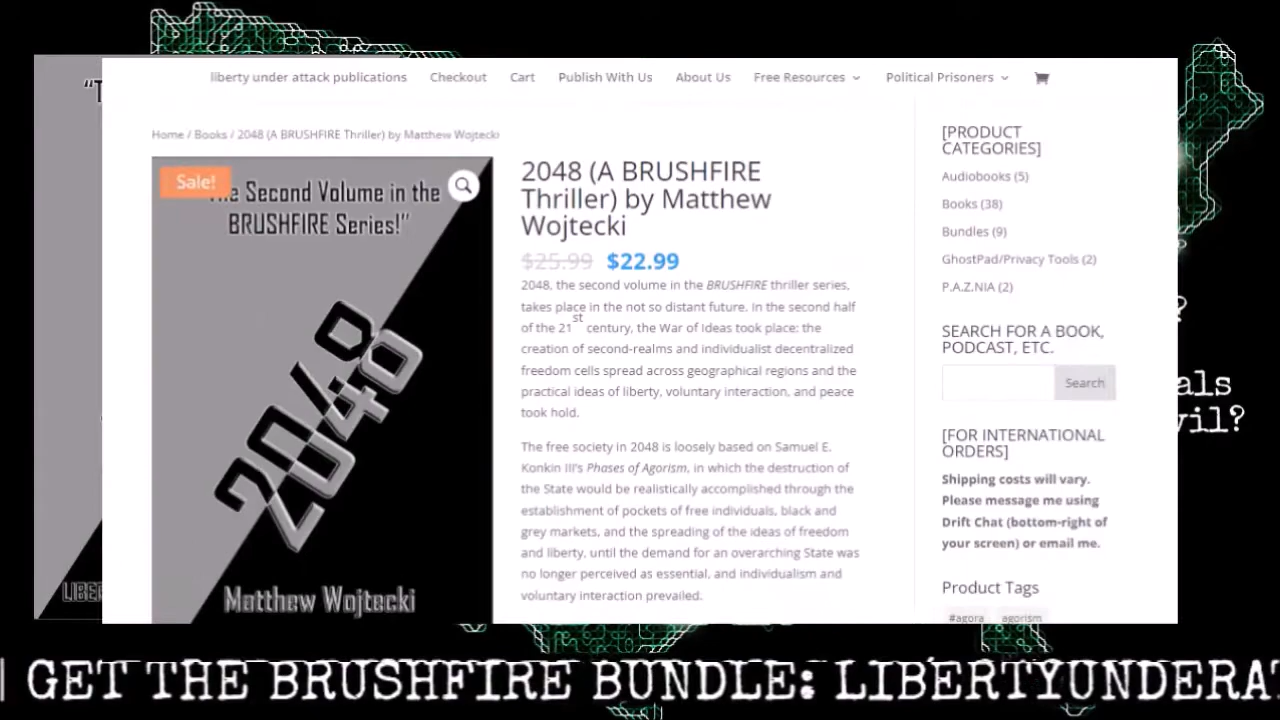 liberty under attack publications Checkout Cart Publish With Us About Us Free Resources Political Prisoners
Home / Books / 2048 (A BRUSHFIRE Thriller) by Matthew Wojtecki
Sale!
The Second Volume in the
BRUSHFIRE Series!”
2048
Matthew Wojtecki
2048 (A BRUSHFIRE
Thriller) by Matthew
Wojtecki
$25.99 $22.99
2048, the second volume in the BRUSHFIRE thriller series,
takes place in the not so distant future. In the second half
of the 21st century, the War of Ideas took place: the
creation of second-realms and individualist decentralized
freedom cells spread across geographical regions and the
practical ideas of liberty, voluntary interaction, and peace
took hold.
The free society in 2048 is loosely based on Samuel E.
Konkin III's Phases of Agorism, in which the destruction of
the State would be realistically accomplished through the
establishment of pockets of free individuals, black and
grey markets, and the spreading of the ideas of freedom
and liberty, until the demand for an overarching State was
no longer perceived as essential, and individualism and
voluntary interaction prevailed.
[PRODUCT
CATEGORIES]
Audiobooks (5)
Books (38)
Bundles (9)
GhostPad/Privacy Tools (2)
P.A.Z.NIA (2)
SEARCH FOR A BOOK,
PODCAST, ETC.
Search
[FOR INTERNATIONAL
ORDERS]
Shipping costs will vary.
Please message me using
Drift Chat (bottom-right of
your screen) or email me.
Product Tags
#agora agorism
“T
LIBE
?
als
vil?
| GET THE BRUSHFIRE BUNDLE: LIBERTYUNDERAT